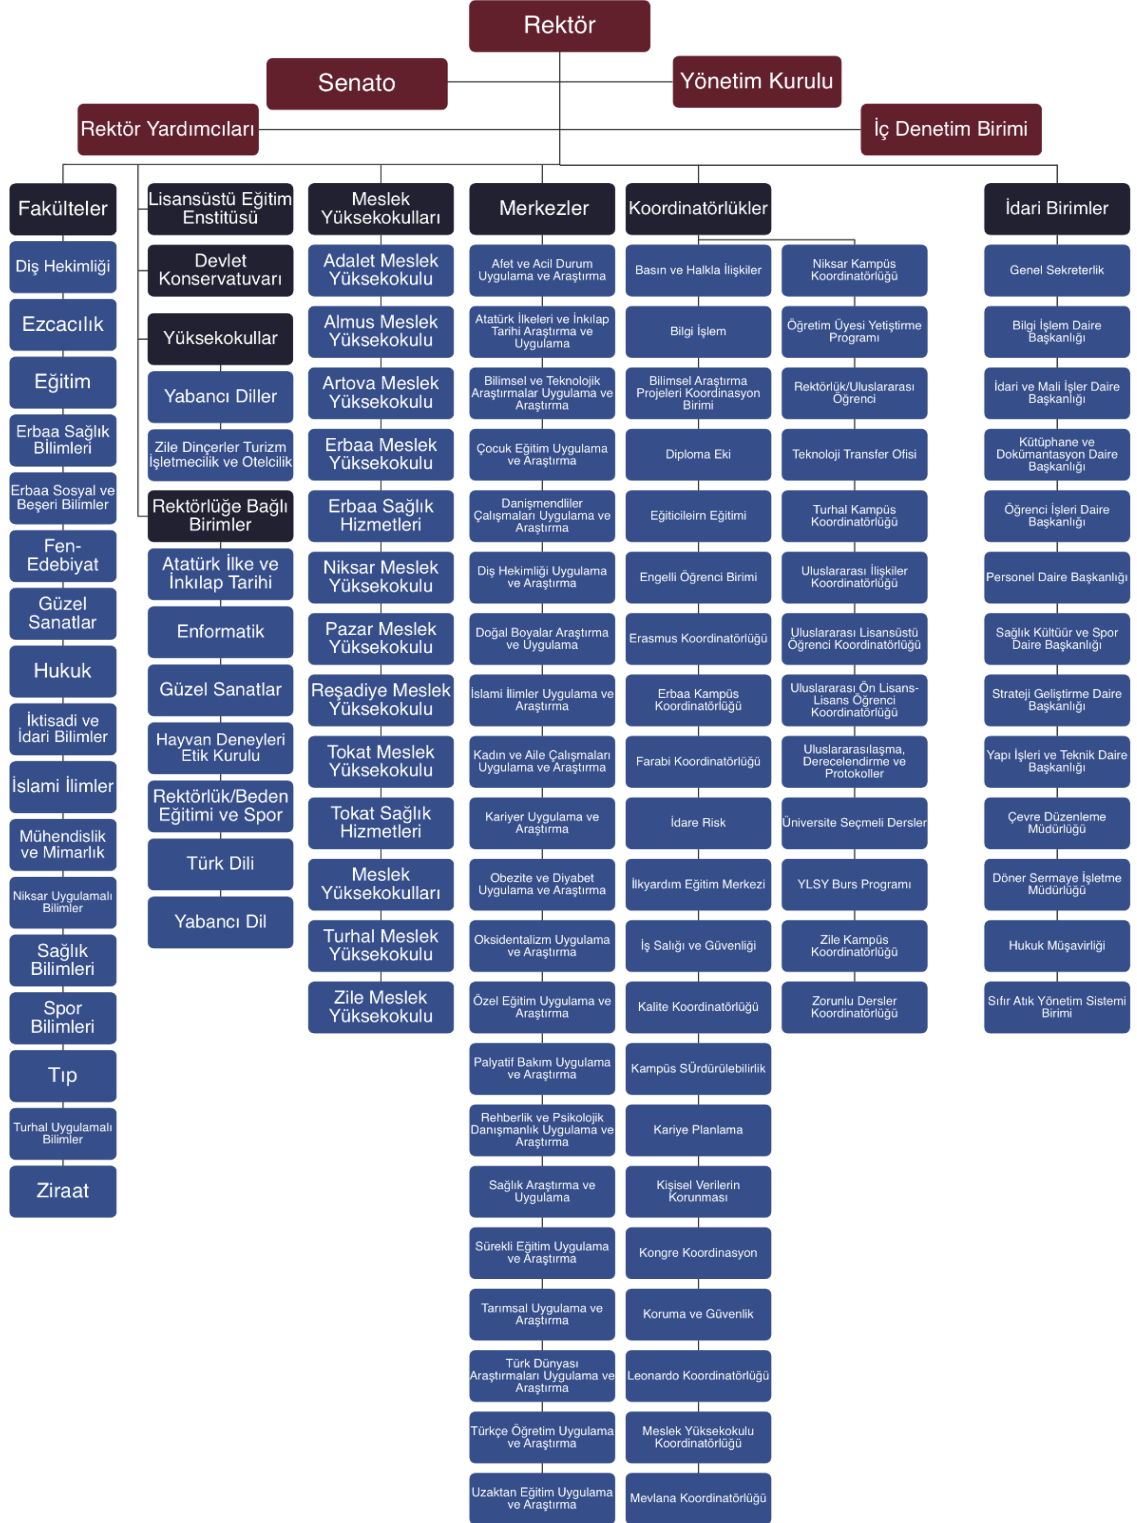 Rektör
Senato
Yönetim Kurulu
Rektör Yardımcıları
İç Denetim Birimi
Fakülteler
Diş Hekimliği
Ezcacılık
Eğitim
Erbaa Sağlık
Bİlimleri
Erbaa Sosyal ve
Beşeri Bilimler
Fen-
Edebiyat
Güzel
Sanatlar
Hukuk
İktisadi ve
İdari Bilimler
İslami İlimler
Mühendislik
ve Mimarlık
Niksar Uygulamalı
Bilimler
Sağlık
Bilimleri
Spor
Bilimleri
Tıp
Turhal Uygulamalı
Bilimler
Ziraat
Lisansüstü Eğitim
Enstitüsü
Devlet
Konservatuvarı
Yüksekokullar
Yabancı Diller
Zile Dinçerler Turizm
İşletmecilik ve Otelcilik
Rektörlüğe Bağlı
Birimler
Atatürk İlke ve
İnkılap Tarihi
Enformatik
Güzel Sanatlar
Hayvan Deneyleri
Etik Kurulu
Rektörlük/Beden
Eğitimi ve Spor
Türk Dili
Yabancı Dil
Meslek
Yüksekokulları
Adalet Meslek
Yüksekokulu
Almus Meslek
Yüksekokulu
Artova Meslek
Yüksekokulu
Erbaa Meslek
Yüksekokulu
Erbaa Sağlık
Hizmetleri
Niksar Meslek
Yüksekokulu
Pazar Meslek
Yüksekokulu
Reşadiye Meslek
Yüksekokulu
Tokat Meslek
Yüksekokulu
Tokat Sağlık
Hizmetleri
Meslek
Yüksekokulları
Turhal Meslek
Yüksekokulu
Zile Meslek
Yüksekokulu
Merkezler
Afet ve Acil Durum
Uygulama ve Araştırma
Atatürk İlkeleri ve İnkılap
Tarihi Araştırma ve
Uygulama
Bilimsel ve Teknolojik
Araştırmalar Uygulama ve
Araştırma
Çocuk Eğitim Uygulama
ve Araştırma
Danişmendliler
Çalışmaları Uygulama ve
Araştırma
Diş Hekimliği Uygulama
ve Araştırma
Doğal Boyalar Araştırma
ve Uygulama
İslami İlimler Uygulama ve
Araştırma
Kadın ve Aile Çalışmaları
Uygulama ve Araştırma
Kariyer Uygulama ve
Araştırma
Obezite ve Diyabet
Uygulama ve Araştırma
Oksidentalizm Uygulama
ve Araştırma
Özel Eğitim Uygulama ve
Araştırma
Palyatif Bakım Uygulama
ve Araştırma
Rehberlik ve Psikolojik
Danışmanlık Uygulama ve
Araştırma
Sağlık Araştırma ve
Uygulama
Sürekli Eğitim Uygulama
ve Araştırma
Tarımsal Uygulama ve
Araştırma
Türk Dünyası
Araştırmaları Uygulama ve
Araştırma
Türkçe Öğretim Uygulama
ve Araştırma
Uzaktan Eğitim Uygulama
ve Araştırma
Koordinatörlükler
Basın ve Halkla İlişkiler
Bilgi İşlem
Bilimsel Araştırma
Projeleri Koordinasyon
Birimi
Diploma Eki
Eğiticileirn Eğitimi
Engelli Öğrenci Birimi
Erasmus Koordinatörlüğü
Erbaa Kampüs
Koordinatörlüğü
Farabi Koordinatörlüğü
İdare Risk
İlkyardım Eğitim Merkezi
İş Salığı ve Güvenliği
Kalite Koordinatörlüğü
Kampüs SÜrdürülebilirlik
Kariye Planlama
Kişisel Verilerin
Korunması
Kongre Koordinasyon
Koruma ve Güvenlik
Leonardo Koordinatörlüğü
Meslek Yüksekokulu
Koordinatörlüğü
Mevlana Koordinatörlüğü
Niksar Kampüs
Koordinatörlüğü
Öğretim Üyesi Yetiştirme
Programı
Rektörlük/Uluslararası
Öğrenci
Teknoloji Transfer Ofisi
Turhal Kampüs
Koordinatörlüğü
Uluslararası İlişkiler
Koordinatörlüğü
Uluslararası Lisansüstü
Öğrenci Koordinatörlüğü
Uluslararası Ön Lisans-
Lisans Öğrenci
Koordinatörlüğü
Uluslararasılaşma,
Derecelendirme ve
Protokoller
Üniversite Seçmeli Dersler
YLSY Burs Programı
Zile Kampüs
Koordinatörlüğü
Zorunlu Dersler
Koordinatörlüğü
İdari Birimler
Genel Sekreterlik
Bilgi İşlem Daire
Başkanlığı
İdari ve Mali İşler Daire
Başkanlığı
Kütüphane ve
Dokümantasyon Daire
Başkanlığı
Öğrenci İşleri Daire
Başkanlığı
Personel Daire Başkanlığı
Sağlık Kültüür ve Spor
Daire Başkanlığı
Strateji Geliştirme Daire
Başkanlığı
Yapı İşleri ve Teknik Daire
Başkanlığı
Çevre Düzenleme
Müdürlüğü
Döner Sermaye İşletme
Müdürlüğü
Hukuk Müşavirliği
Sıfır Atık Yönetim Sistemi
Birimi